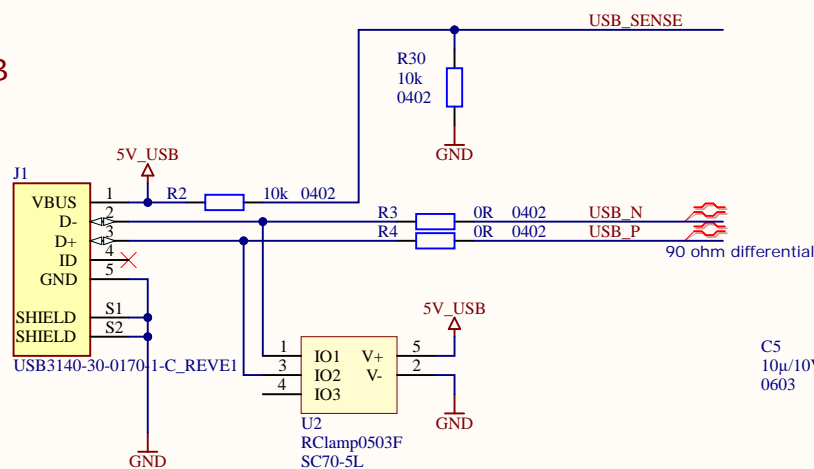 USB_SENSE
R30
10k
0402
GND
B
J1
5V_USB
R2 10k 0402
VBUS 1
D- 2
D+ 3
ID 4
GND 5
SHIELD S1
SHIELD S2
USB3140-30-0170-1-C_REVE1
R3 0R 0402 USB_N
R4 0R 0402 USB_P
90 ohm differential
5V_USB
1 IO1 V+ 5
3 IO2 V- 2
4 IO3
U2
RClamp0503F
SC70-5L
GND
GND
C5
10µ/10V
0603